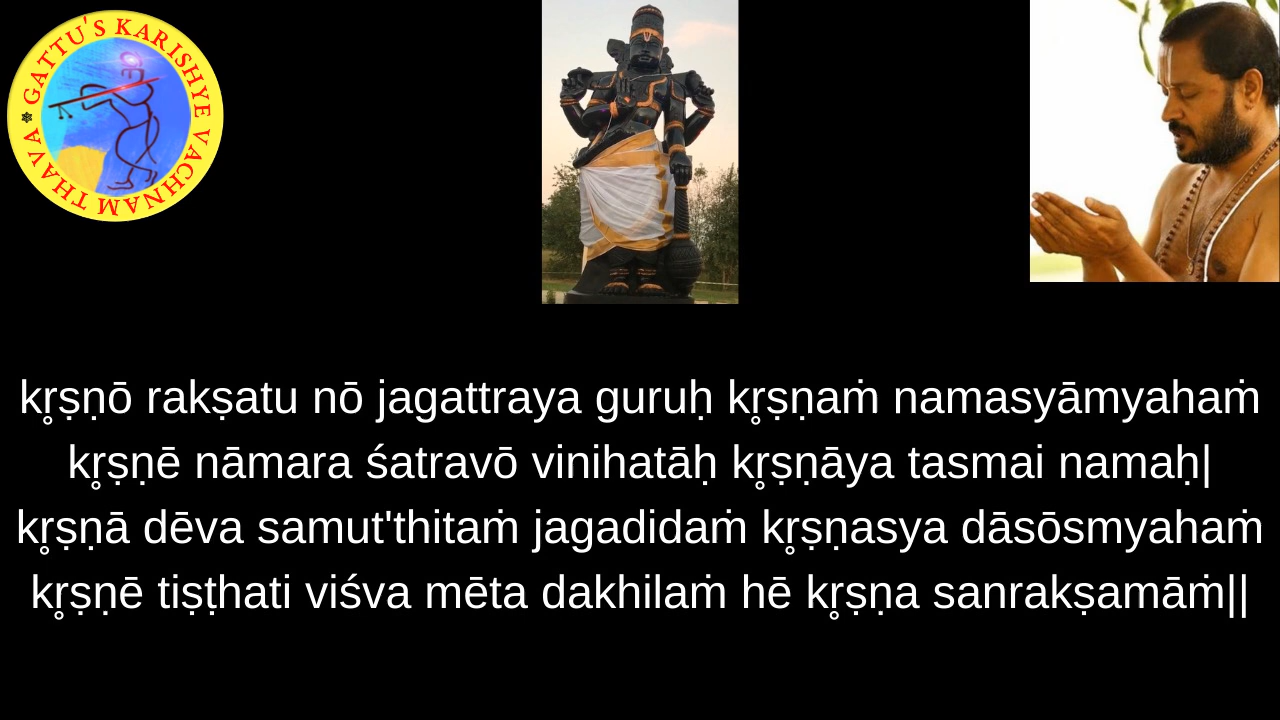 GATTU'S KARISHYE VACHNAM THAVA
kr̥ṣṇō rakṣatu nō jagattraya guruḥ kr̥ṣṇaṁ namasyāmyahaṁ
kr̥ṣṇē nāmara śatravō vinihatāḥ kr̥ṣṇāya tasmai namaḥ|
kr̥ṣṇā dēva samut'thitaṁ jagadidaṁ kr̥ṣṇasya dāsōsmyahaṁ
kr̥ṣṇē tiṣṭhati viśva mēta dakhilaṁ hē kr̥ṣṇa sanrakṣamāṁ||